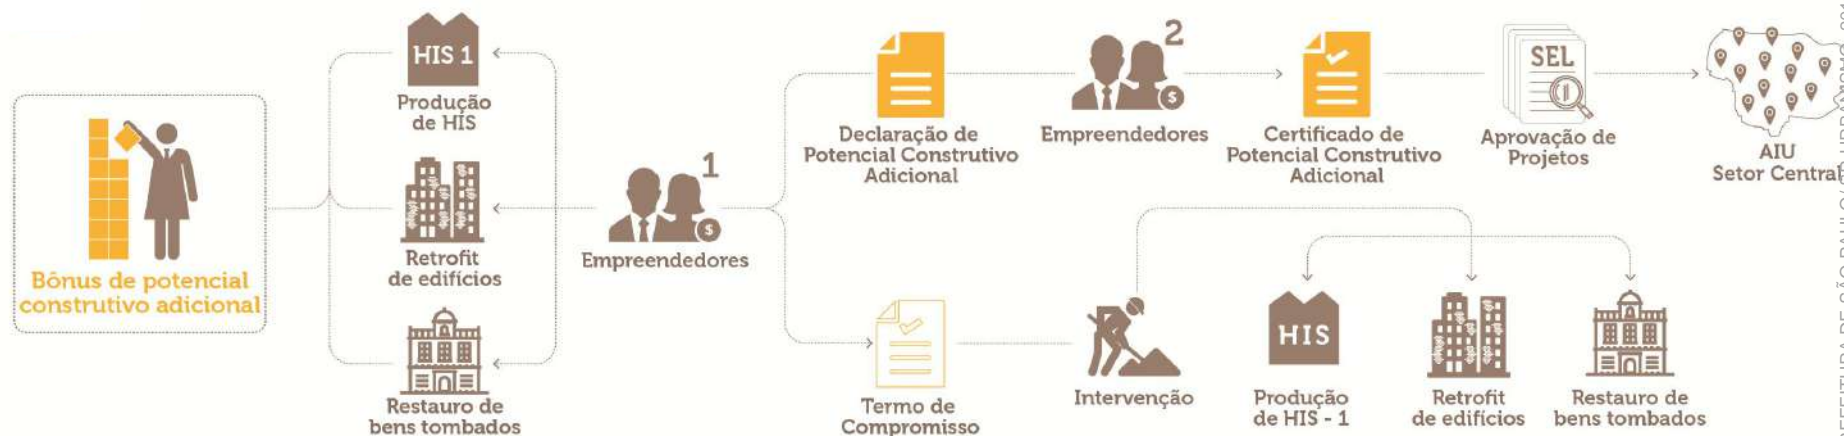 Bônus de potencial
construtivo adicional
HIS 1
Produção
de HIS
Retrofit
de edifícios
Restauro de
bens tombados
1
$
Empreendedores
Declaração de
Potencial Construtivo
Adicional
2
$
Empreendedores
Certificado de
Potencial Construtivo
Adicional
SEL
Aprovação de
Projetos
AIU
Setor Central
Termo de
Compromisso
Intervenção
HIS
Produção
de HIS - 1
Retrofit
de edifícios
Restauro de
bens tombados